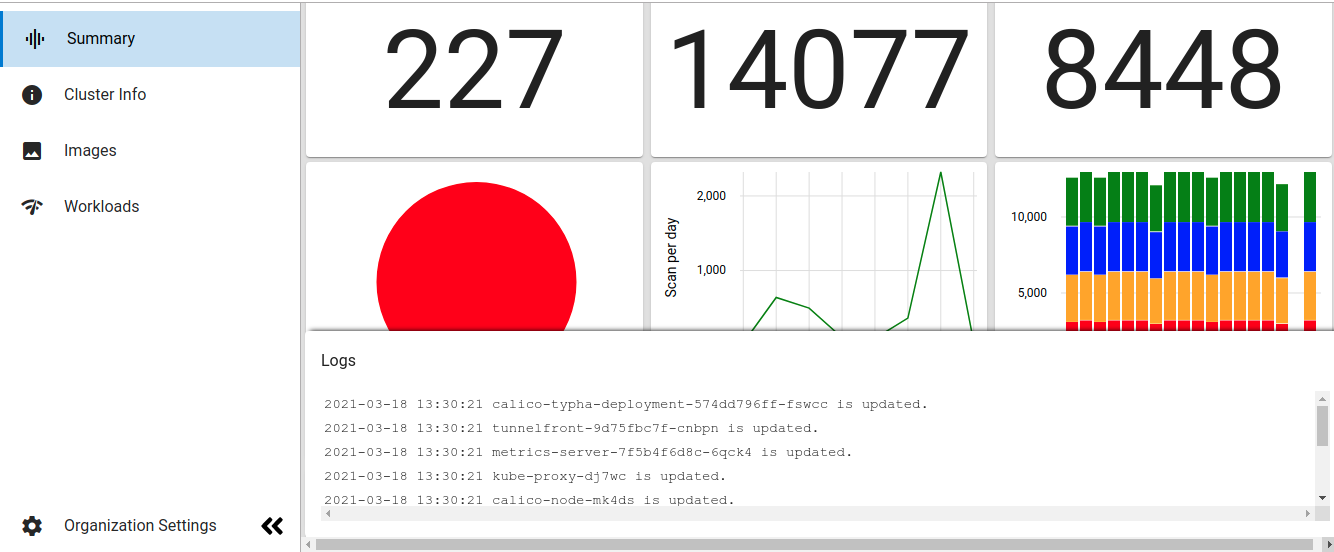 Summary
Cluster Info
Images
Workloads
Organization Settings
227
14077
8448
Scan per day
2,000
1,000
10,000
5,000
Logs
2021-03-18 13:30:21 calico-typha-deployment-574dd796ff-fswcc is updated.
2021-03-18 13:30:21 tunnelfront-9d75fbc7f-cnbpn is updated.
2021-03-18 13:30:21 metrics-server-7f5b4f6d8c-6qck4 is updated.
2021-03-18 13:30:21 kube-proxy-dj7wc is updated.
2021-03-18 13:30:21 calico-node-mk4ds is updated.